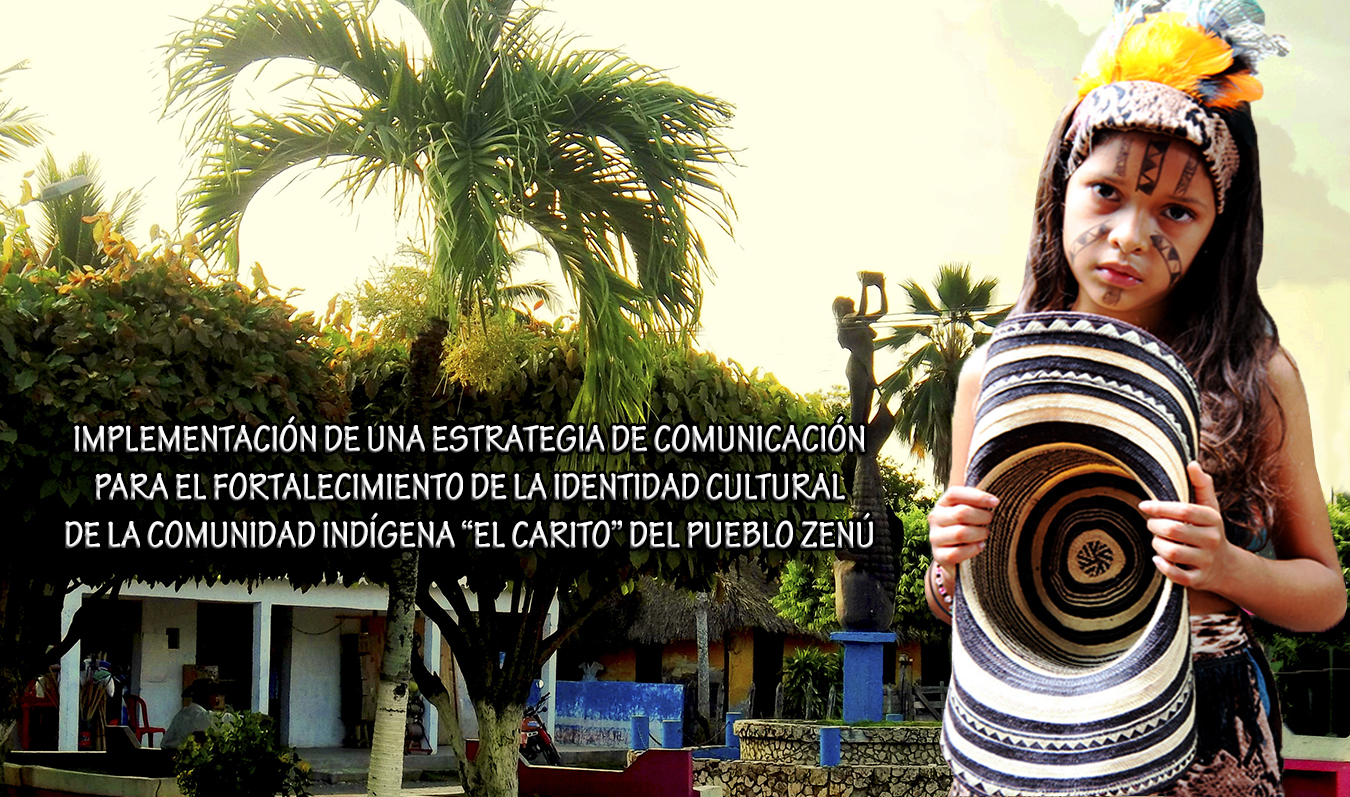 IMPLEMENTACIÓN DE UNA ESTRATEGIA DE COMUNICACIÓN
PARA EL FORTALECIMIENTO DE LA IDENTIDAD CULTURAL
DE LA COMUNIDAD INDÍGENA “EL CARITO” DEL PUEBLO ZENÚ